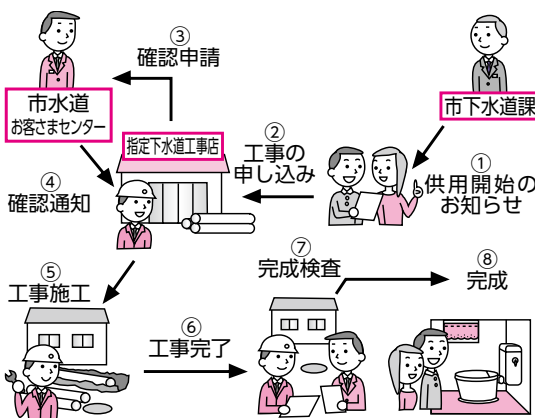 ③
確認申請
市水道
お客さまセンター
市下水道課
指定下水道工事店
②
工事の
申し込み
①
供用開始の
お知らせ
④
確認通知
⑤
工事施工
⑥
工事完了
⑦
完成検査
⑧
完成